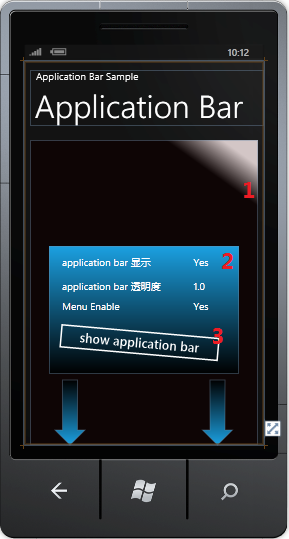 10:12
Application Bar Sample
Application Bar
1
application bar 显示 Yes 2
application bar 透明度 1.0
Menu Enable Yes
show application bar 3